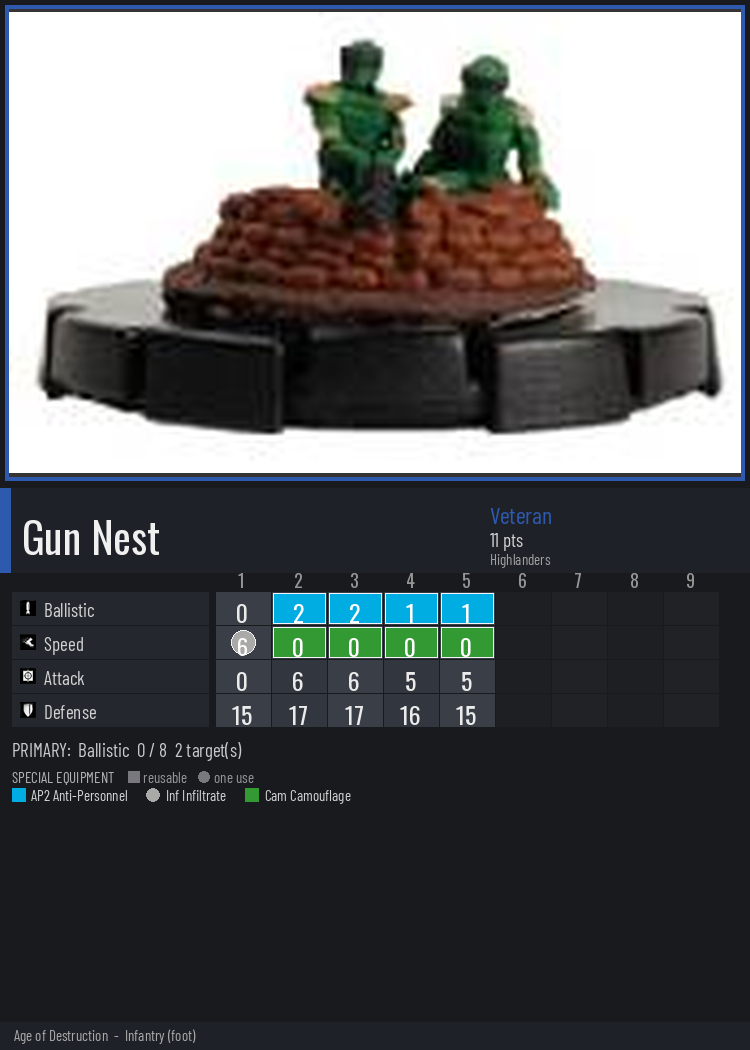 Gun Nest
Veteran
11 pts
Highlanders
1 2 3 4 5 6 7 8 9
Ballistic 0 2 2 1 1
Speed 6 0 0 0 0
Attack 0 6 6 5 5
Defense 15 17 17 16 15
PRIMARY: Ballistic 0 / 8 2 target(s)
SPECIAL EQUIPMENT reusable one use
AP2 Anti-Personnel Inf Infiltrate Cam Camouflage
Age of Destruction - Infantry (foot)